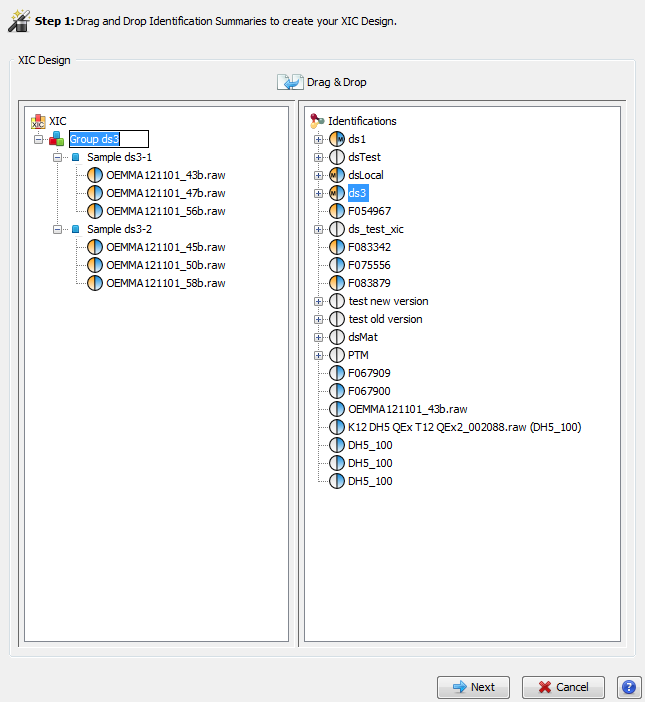 Step 1: Drag and Drop Identification Summaries to create your XIC Design.
XIC Design
Drag & Drop
XIC
Group ds3
Sample ds3-1
OEMMA121101_43b.raw
OEMMA121101_47b.raw
OEMMA121101_56b.raw
Sample ds3-2
OEMMA121101_45b.raw
OEMMA121101_50b.raw
OEMMA121101_58b.raw
Identifications
ds1
dsTest
dsLocal
ds3
F054967
ds_test_xic
F083342
F075556
F083879
test new version
test old version
dsMat
PTM
F067909
F067900
OEMMA121101_43b.raw
K12 DH5 QEx T12 QEx2_002088.raw (DH5_100)
DH5_100
DH5_100
DH5_100
Next
Cancel
?